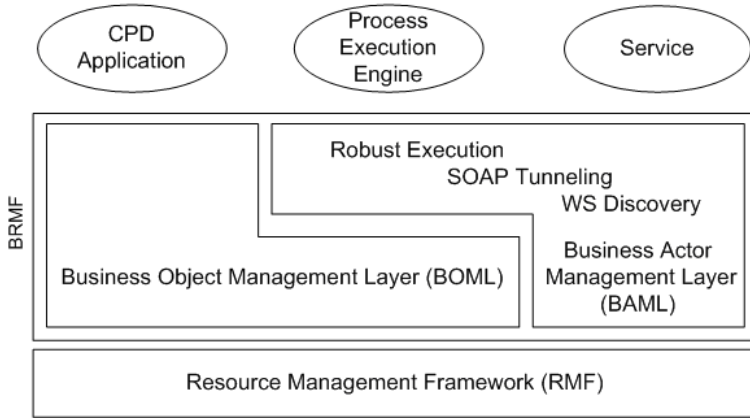 CPD
Application
Process
Execution
Engine
Service
BRMF
Robust Execution
SOAP Tunneling
WS Discovery
Business Object Management Layer (BOML)
Business Actor
Management Layer
(BAML)
Resource Management Framework (RMF)